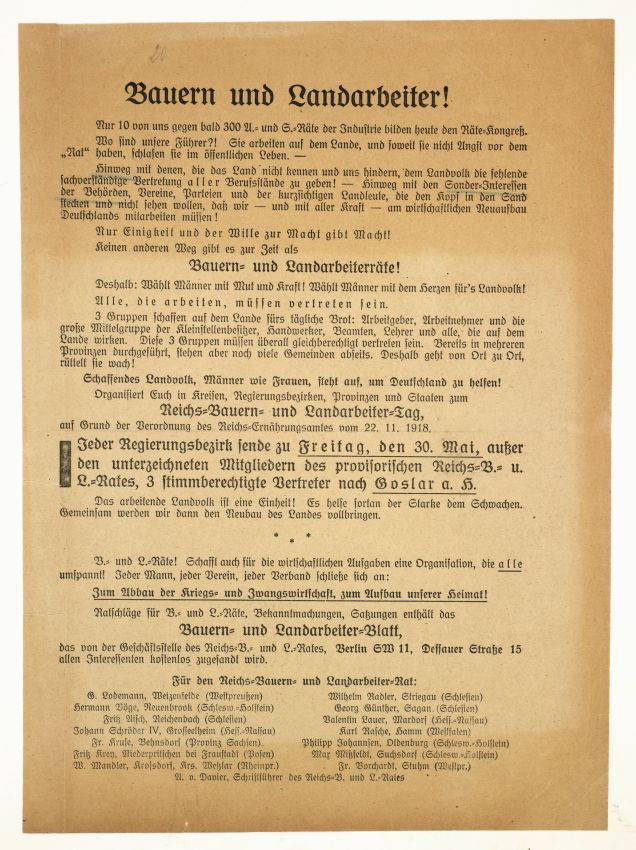 20
Bauern und Landarbeiter!
Nur 10 von uns gegen bald 300 A.- und S.-Räte der Industrie bilden heute den Räte-Kongreß.
Wo sind unsere Führer?! Sie arbeiten auf dem Lande, und soweit sie nicht Angst vor dem
„Rat“ haben, schlafen sie im öffentlichen Leben. —
Hinweg mit denen, die das Land nicht kennen und uns hindern, dem Landvolk die fehlende
sachverständige Vertretung aller Berufsstände zu geben! — Hinweg mit den Sonder-Interessen
der Behörden, Vereine, Parteien und der kurzsichtigen Landleute, die den Kopf in den Sand
stecken und nicht sehen wollen, daß wir — und mit aller Kraft — am wirtschaftlichen Neuaufbau
Deutschlands mitarbeiten müssen!
Nur Einigkeit und der Wille zur Macht gibt Macht!
Keinen anderen Weg gibt es zur Zeit als
Bauern- und Landarbeiterräte!
Deshalb: Wählt Männer mit Mut und Kraft! Wählt Männer mit dem Herzen für's Landvolk!
Alle, die arbeiten, müssen vertreten sein.
3 Gruppen schaffen auf dem Lande fürs tägliche Brot: Arbeitgeber, Arbeitnehmer und die
große Mittelgruppe der Kleinstellenbesitzer, Handwerker, Beamten, Lehrer und alle, die auf dem
Lande wirken. Diese 3 Gruppen müssen überall gleichberechtigt vertreten sein. Bereits in mehreren
Provinzen durchgeführt, stehen aber noch viele Gemeinden abseits. Deshalb geht von Ort zu Ort,
rüttelt sie wach!
Schaffendes Landvolk, Männer wie Frauen, steht auf, um Deutschland zu helfen!
Organisiert Euch in Kreisen, Regierungsbezirken, Provinzen und Staaten zum
Reichs-Bauern- und Landarbeiter-Tag,
auf Grund der Verordnung des Reichs-Ernährungsamtes vom 22. 11. 1918.
Jeder Regierungsbezirk sende zu Freitag, den 30. Mai, außer
den unterzeichneten Mitgliedern des provisorischen Reichs-B.- u.
L.-Rates, 3 stimmberechtigte Vertreter nach Goslar a. H.
Das arbeitende Landvolk ist eine Einheit! Es helfe fortan der Starke dem Schwachen.
Gemeinsam werden wir dann den Neubau des Landes vollbringen.
* * *
B.- und L.-Räte! Schafft auch für die wirtschaftlichen Aufgaben eine Organisation, die alle
umspannt! Jeder Mann, jeder Verein, jeder Verband schließe sich an:
Zum Abbau der Kriegs- und Zwangswirtschaft, zum Aufbau unserer Heimat!
Ratschläge für B.- und L.-Räte, Bekanntmachungen, Satzungen enthält das
Bauern- und Landarbeiter-Blatt,
das von der Geschäftsstelle des Reichs-B.- und L.-Rates, Berlin SW 11, Dessauer Straße 15
allen Interessenten kostenlos zugesandt wird.
Für den Reichs-Bauern- und Landarbeiter-Rat:
G. Lodemann, Weizenfelde (Westpreußen)
Hermann Böge, Neuenbrook (Schlesw.-Holstein)
Fritz Aisch, Reichenbach (Schlesien)
Johann Schröder IV, Grosseelheim (Hess.-Nassau)
Fr. Kruse, Behnsdorf (Provinz Sachsen).
Fritz Krey, Niederpritschen bei Fraustadt (Posen)
W. Mandler, Krofsdorf, Krs. Wetzlar (Rheinpr.)
Wilhelm Radler, Striegau (Schlesien)
Georg Günther, Sagan (Schlesien)
Valentin Lauer, Mardorf (Hess.-Nassau)
Karl Rasche, Hamm (Westfalen)
Philipp Johannsen, Oldenburg (Schlesw.-Holstein)
Max Mißfeldt, Suchsdorf (Schlesw.-Holstein)
Fr. Borchardt, Stuhm (Westpr.)
A. v. Davier, Schriftführer des Reichs-B. und L.-Rates